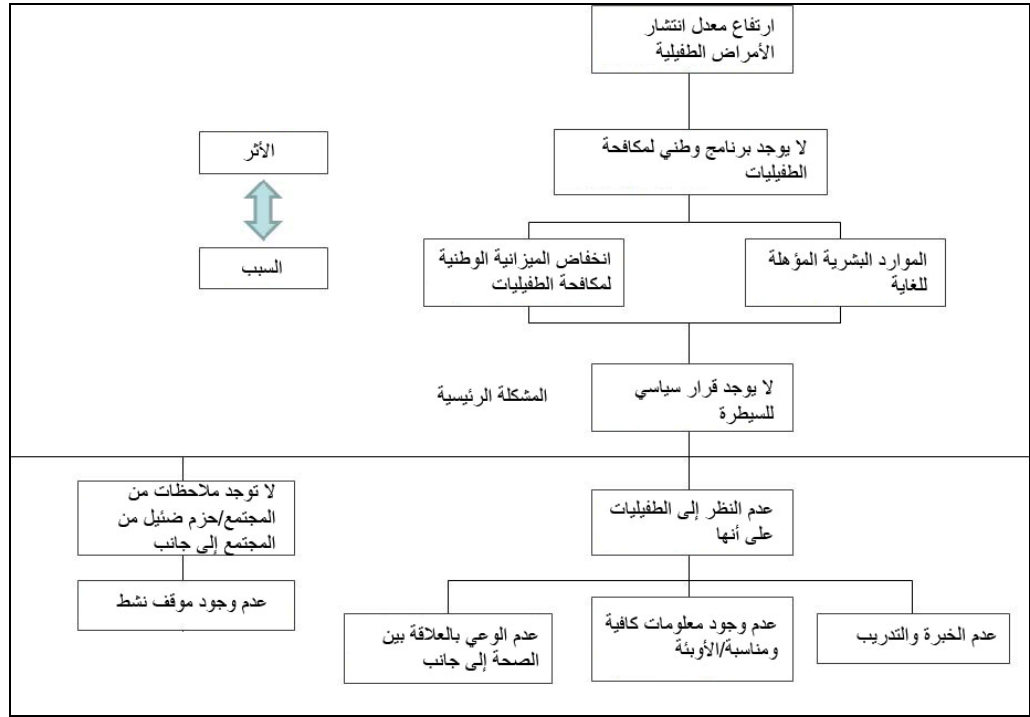 ارتفاع معدل انتشار
الأمراض الطفيلية
لا يوجد برنامج وطني لمكافحة
الطفيليات
الأثر
السبب
الموارد البشرية المؤهلة
للغاية
انخفاض الميزانية الوطنية
لمكافحة الطفيليات
لا يوجد قرار سياسي
للسيطرة
المشكلة الرئيسية
عدم النظر إلى الطفيليات
على أنها
لا توجد ملاحظات من
المجتمع/حزم ضئيل من
المجتمع إلى جانب
عدم وجود موقف نشط
عدم الخبرة والتدريب
عدم وجود معلومات كافية
ومناسبة/الأوبئة
عدم الوعي بالعلاقة بين
الصحة إلى جانب